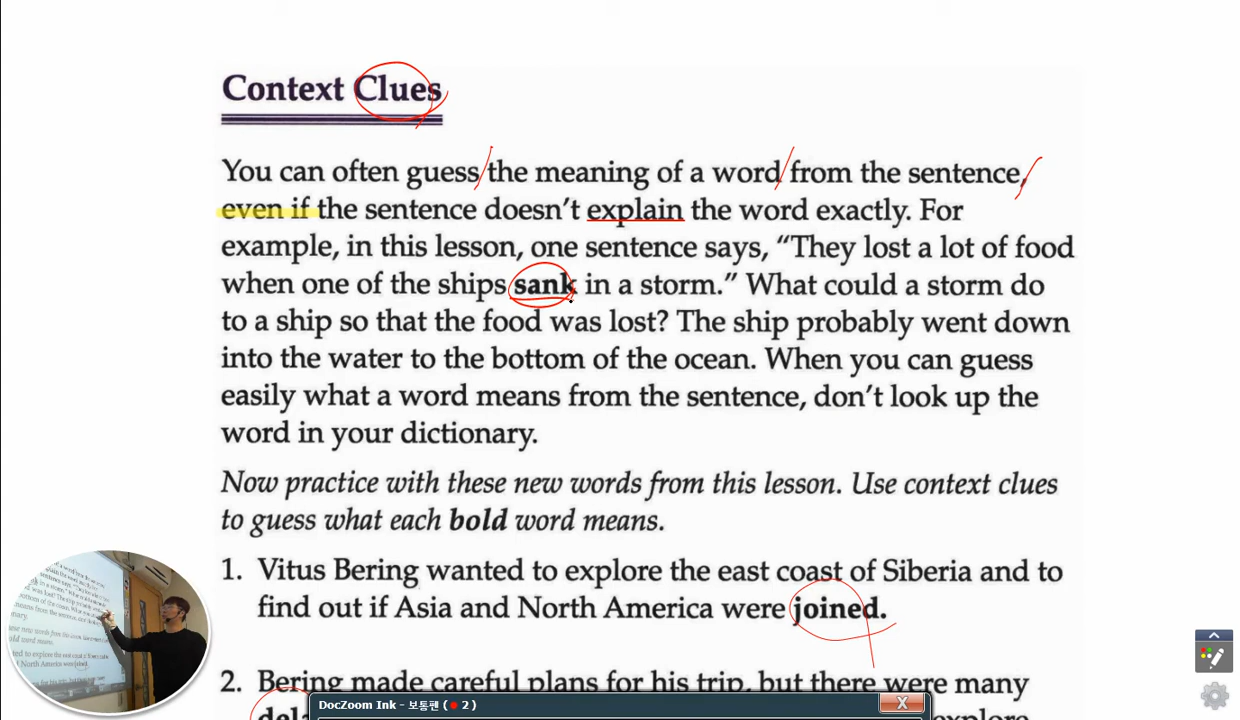 Context Clues
You can often guess the meaning of a word from the sentence,
even if the sentence doesn't explain the word exactly. For
example, in this lesson, one sentence says, “They lost a lot of food
when one of the ships sank in a storm.” What could a storm do
to a ship so that the food was lost? The ship probably went down
into the water to the bottom of the ocean. When you can guess
easily what a word means from the sentence, don't look up the
word in your dictionary.
Now practice with these new words from this lesson. Use context clues
to guess what each bold word means.
1. Vitus Bering wanted to explore the east coast of Siberia and to
find out if Asia and North America were joined.
2. Bering made careful plans for his trip, but there were many
DocZoom Ink - 보통펜 ( 2 )